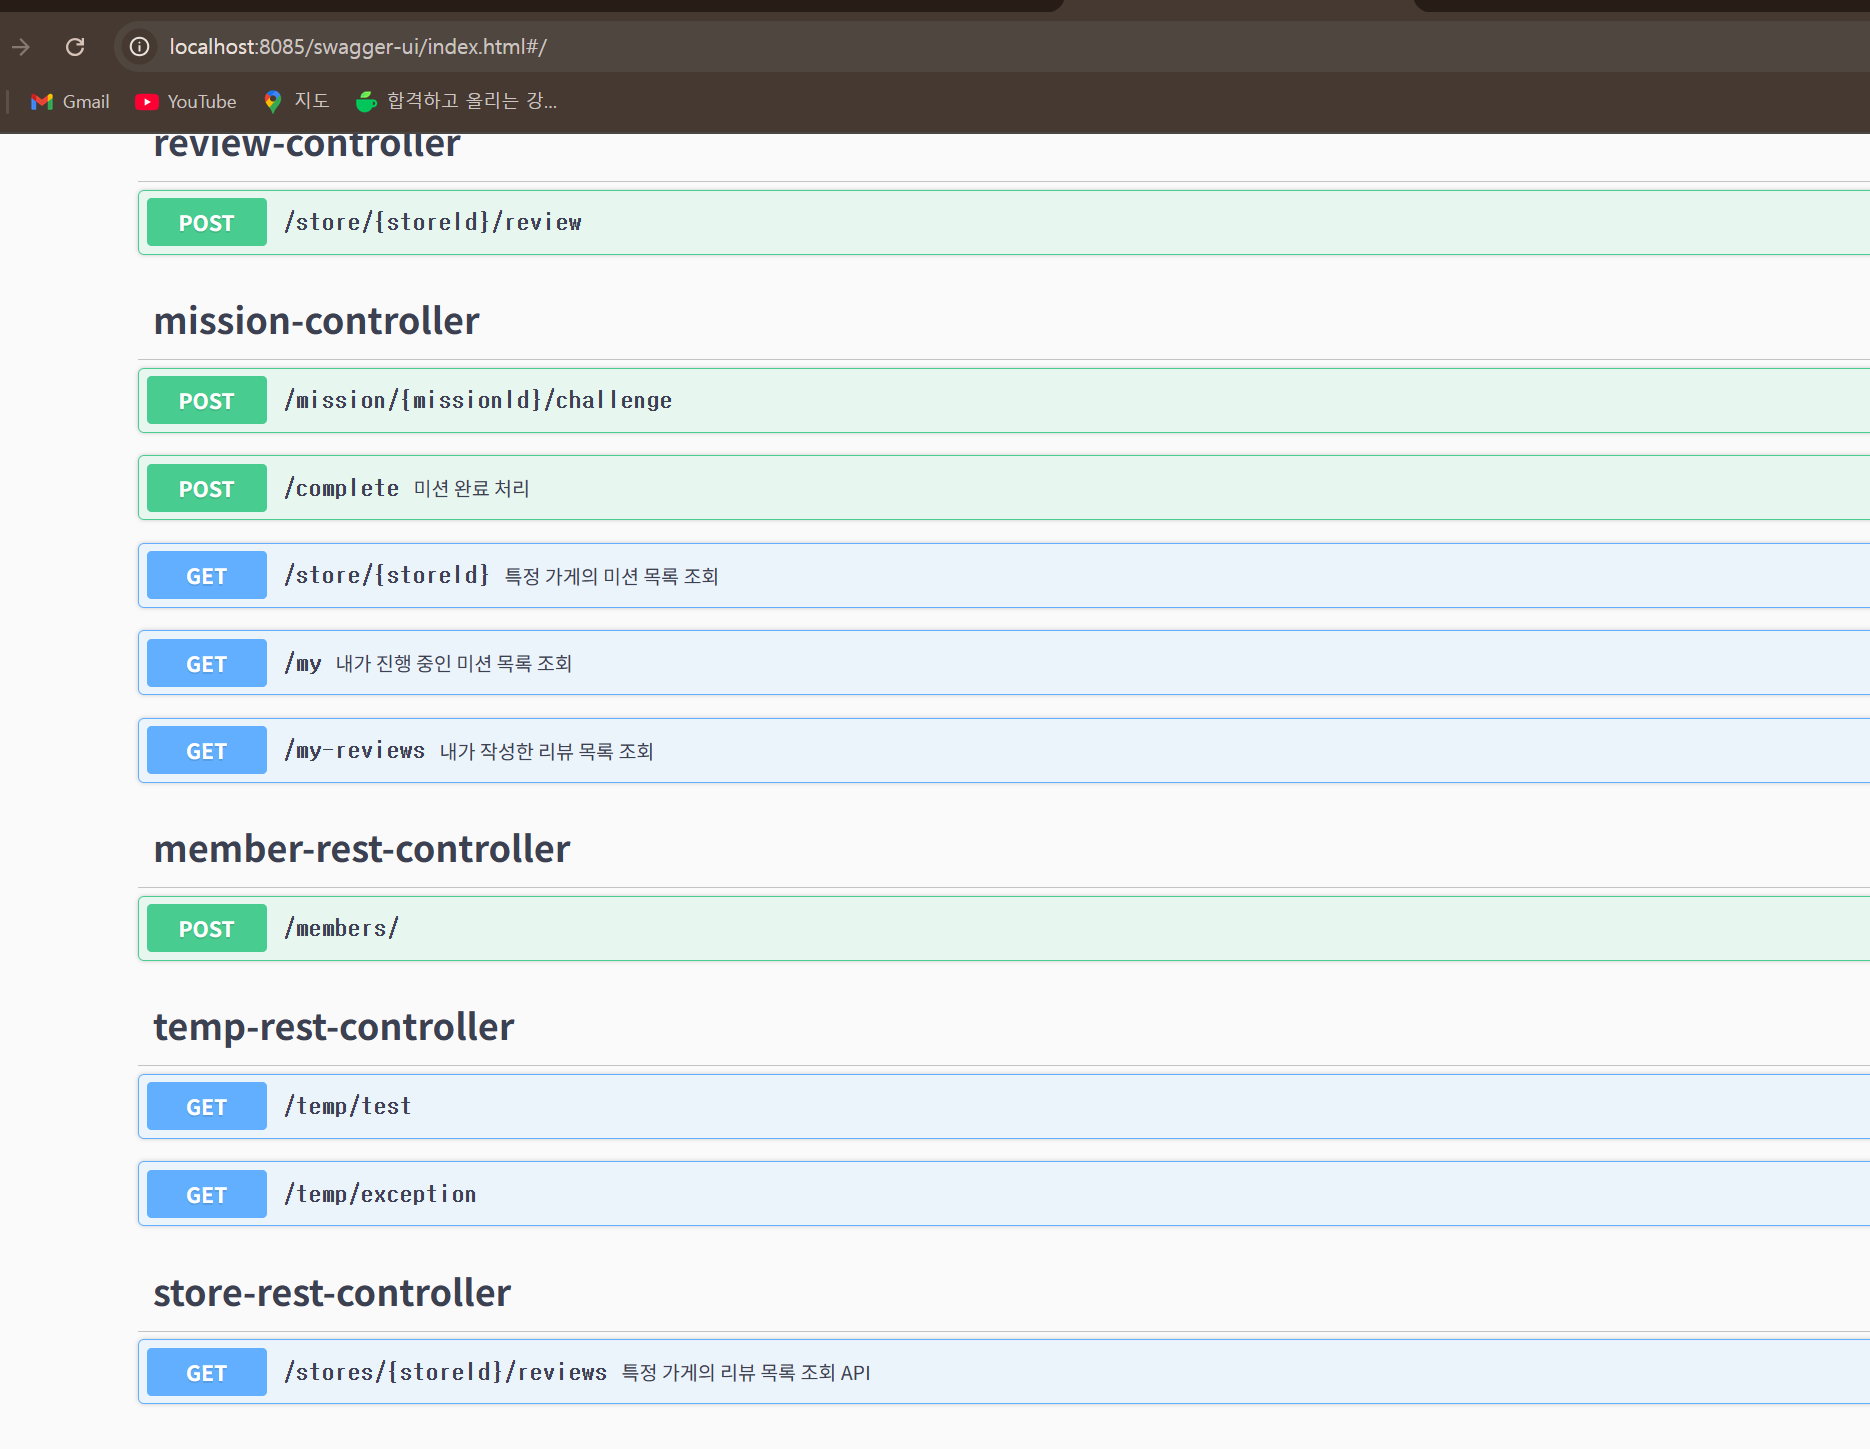 localhost:8085/swagger-ui/index.html#/
Gmail YouTube 지도 합격하고 올리는 강...
review-controller
POST /store/{storeId}/review
mission-controller
POST /mission/{missionId}/challenge
POST /complete 미션 완료 처리
GET /store/{storeId} 특정 가게의 미션 목록 조회
GET /my 내가 진행 중인 미션 목록 조회
GET /my-reviews 내가 작성한 리뷰 목록 조회
member-rest-controller
POST /members/
temp-rest-controller
GET /temp/test
GET /temp/exception
store-rest-controller
GET /stores/{storeId}/reviews 특정 가게의 리뷰 목록 조회 API